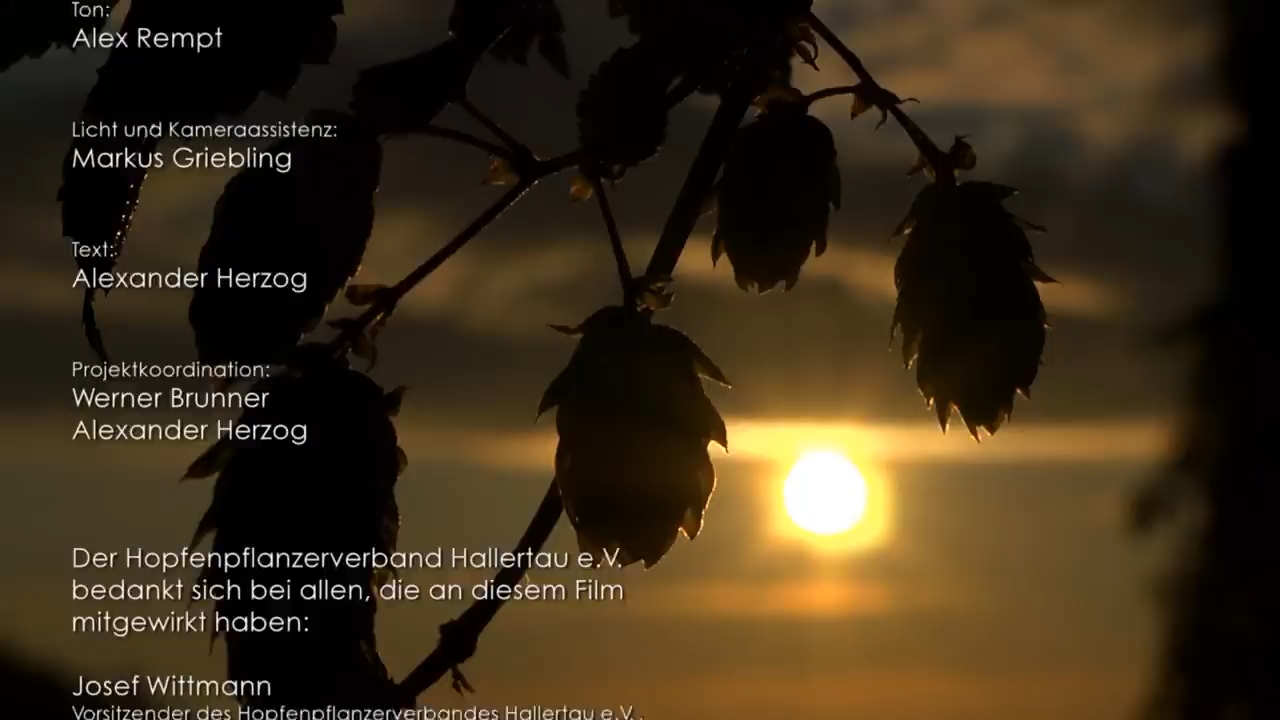 Ton:
Alex Rempt
Licht und Kameraassistenz:
Markus Griebling
Text:
Alexander Herzog
Projektkoordination:
Werner Brunner
Alexander Herzog
Der Hopfenpflanzerverband Hallertau e.V.
bedankt sich bei allen, die an diesem Film
mitgewirkt haben:
Josef Wittmann
Vorsitzender des Hopfenpflanzerverbandes Hallertau e.V.